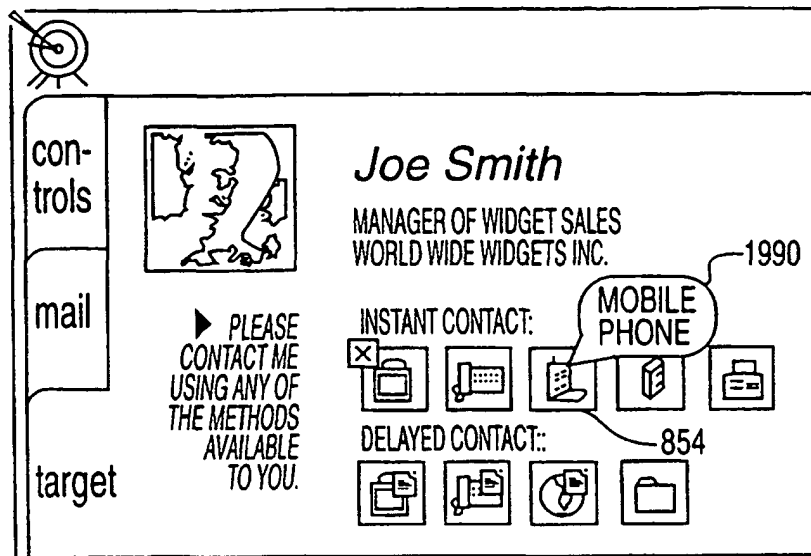 con-
trols
mail
target
Joe Smith
MANAGER OF WIDGET SALES
WORLD WIDE WIDGETS INC.
1990
▶ PLEASE
CONTACT ME
USING ANY OF
THE METHODS
AVAILABLE
TO YOU.
INSTANT CONTACT:
MOBILE
PHONE
X
854
DELAYED CONTACT::